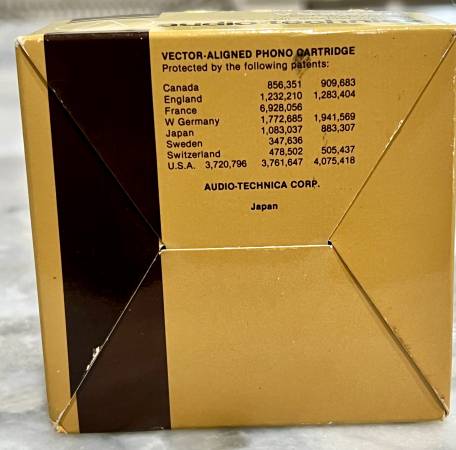 VECTOR-ALIGNED PHONO CARTRIDGE
Protected by the following patents:
Canada 856,351 909,683
England 1,232,210 1,283,404
France 6,928,056
W Germany 1,772,685 1,941,569
Japan 1,083,037 883,307
Sweden 347,636
Switzerland 478,502 505,437
U.S.A. 3,720,796 3,761,647 4,075,418
AUDIO-TECHNICA CORP.
Japan